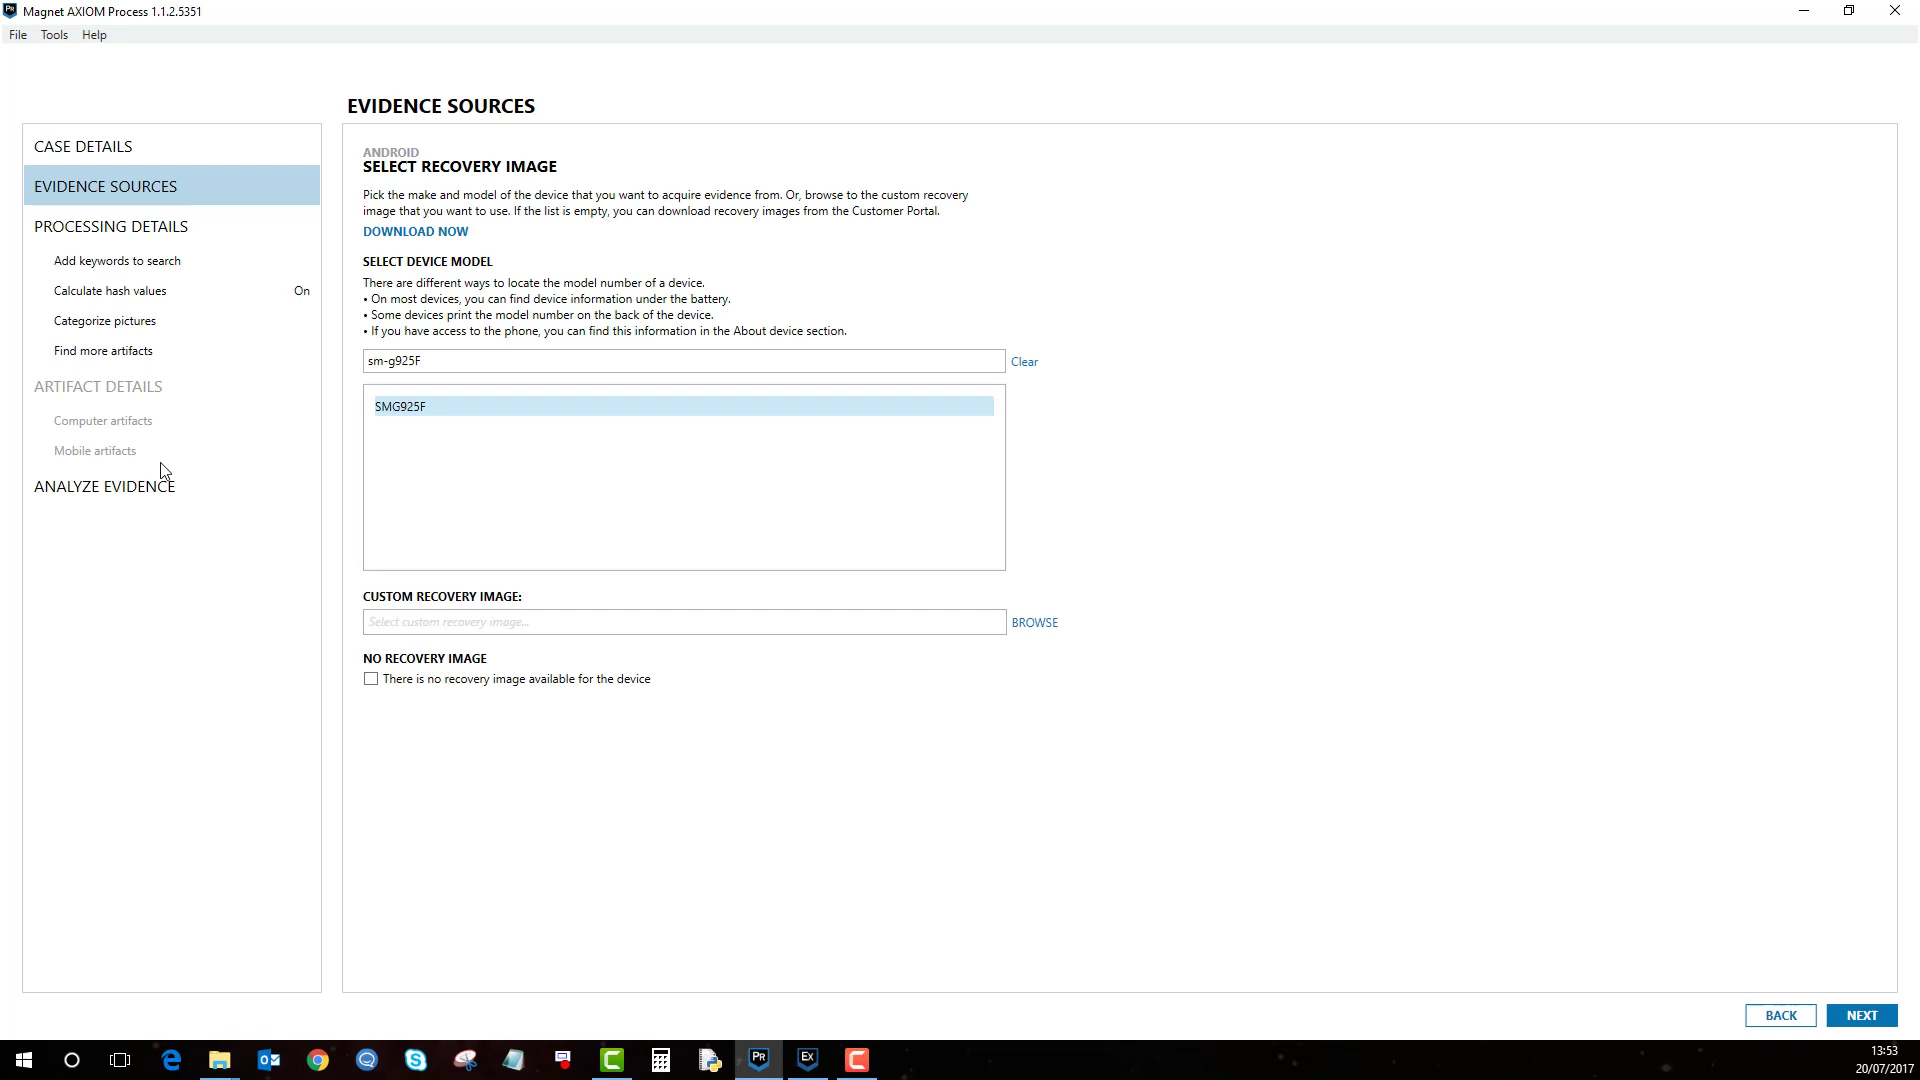 Magnet AXIOM Process 1.1.2.5351
File Tools Help
EVIDENCE SOURCES
CASE DETAILS
EVIDENCE SOURCES
PROCESSING DETAILS
Add keywords to search
Calculate hash values On
Categorize pictures
Find more artifacts
ARTIFACT DETAILS
Computer artifacts
Mobile artifacts
ANALYZE EVIDENCE
ANDROID
SELECT RECOVERY IMAGE
Pick the make and model of the device that you want to acquire evidence from. Or, browse to the custom recovery
image that you want to use. If the list is empty, you can download recovery images from the Customer Portal.
DOWNLOAD NOW
SELECT DEVICE MODEL
There are different ways to locate the model number of a device.
• On most devices, you can find device information under the battery.
• Some devices print the model number on the back of the device.
• If you have access to the phone, you can find this information in the About device section.
sm-g925F Clear
SMG925F
CUSTOM RECOVERY IMAGE:
Select custom recovery image... BROWSE
NO RECOVERY IMAGE
There is no recovery image available for the device
BACK NEXT
PR EX
13:53
20/07/2017